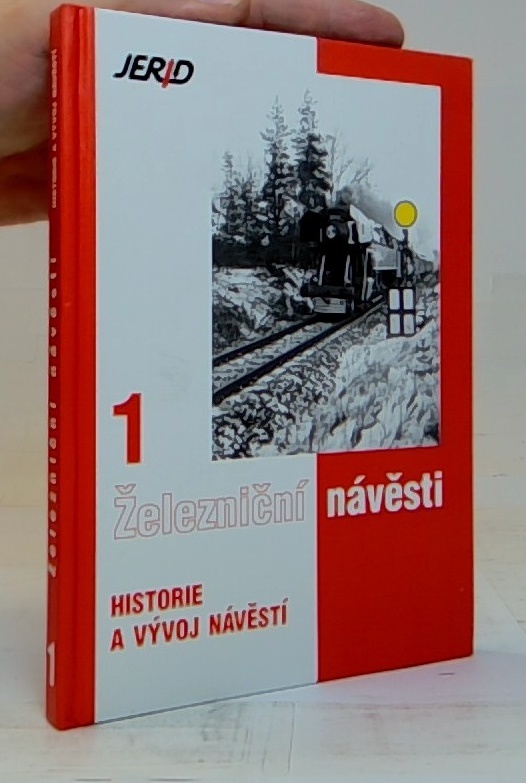 JERID
1
Železniční návěsti
HISTORIE
A VÝVOJ NÁVĚSTÍ
1